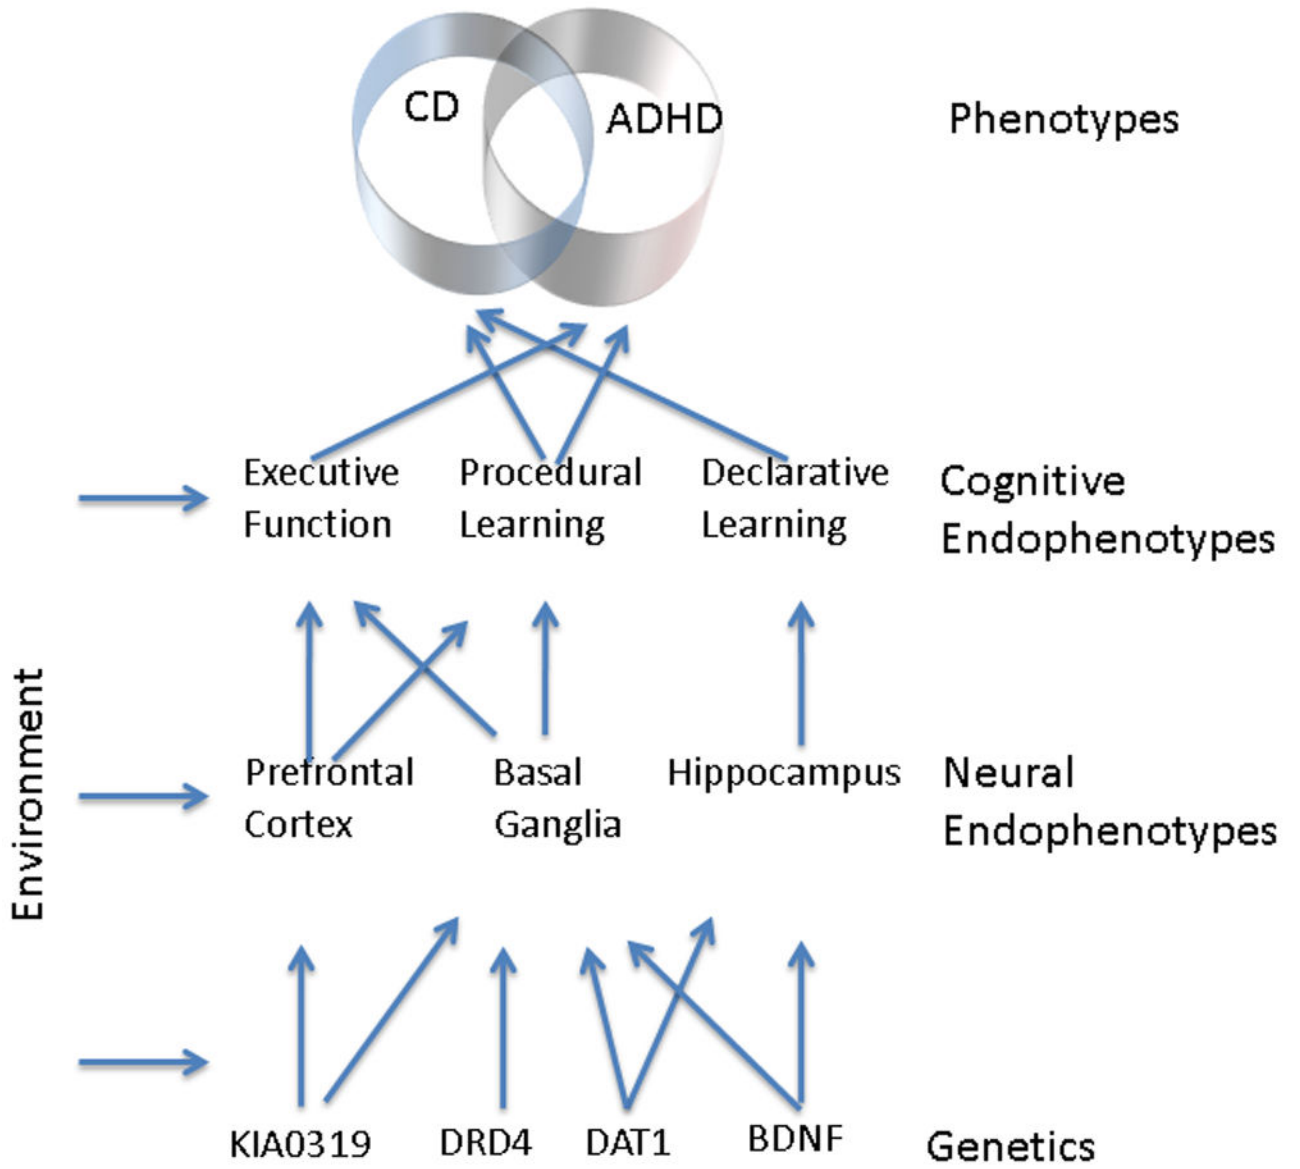 CD
ADHD
Phenotypes
Executive
Function
Procedural
Learning
Declarative
Learning
Cognitive
Endophenotypes
Environment
Prefrontal
Cortex
Basal
Ganglia
Hippocampus
Neural
Endophenotypes
KIA0319
DRD4
DAT1
BDNF
Genetics